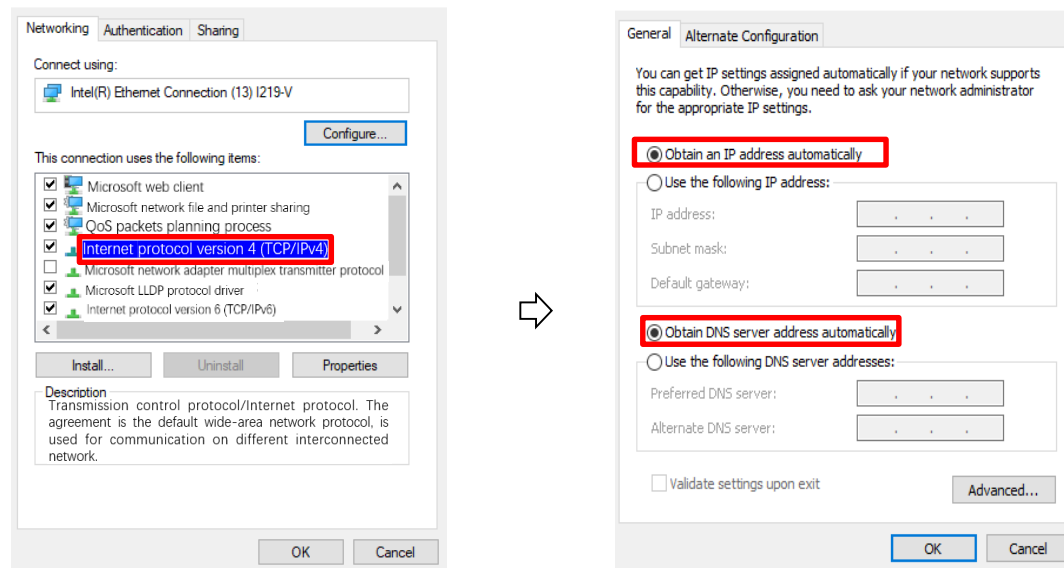 Networking Authentication Sharing
Connect using:
Intel(R) Ethernet Connection (13) I219-V
Configure...
This connection uses the following items:
Microsoft web client
Microsoft network file and printer sharing
QoS packets planning process
Internet protocol version 4 (TCP/IPv4)
Microsoft network adapter multiplex transmitter protocol
Microsoft LLDP protocol driver
Internet protocol version 6 (TCP/IPv6)
Install... Uninstall Properties
Description
Transmission control protocol/Internet protocol. The
agreement is the default wide-area network protocol, is
used for communication on different interconnected
network.
OK Cancel
General Alternate Configuration
You can get IP settings assigned automatically if your network supports
this capability. Otherwise, you need to ask your network administrator
for the appropriate IP settings.
Obtain an IP address automatically
Use the following IP address:
IP address:
Subnet mask:
Default gateway:
Obtain DNS server address automatically
Use the following DNS server addresses:
Preferred DNS server:
Alternate DNS server:
Validate settings upon exit
Advanced...
OK Cancel